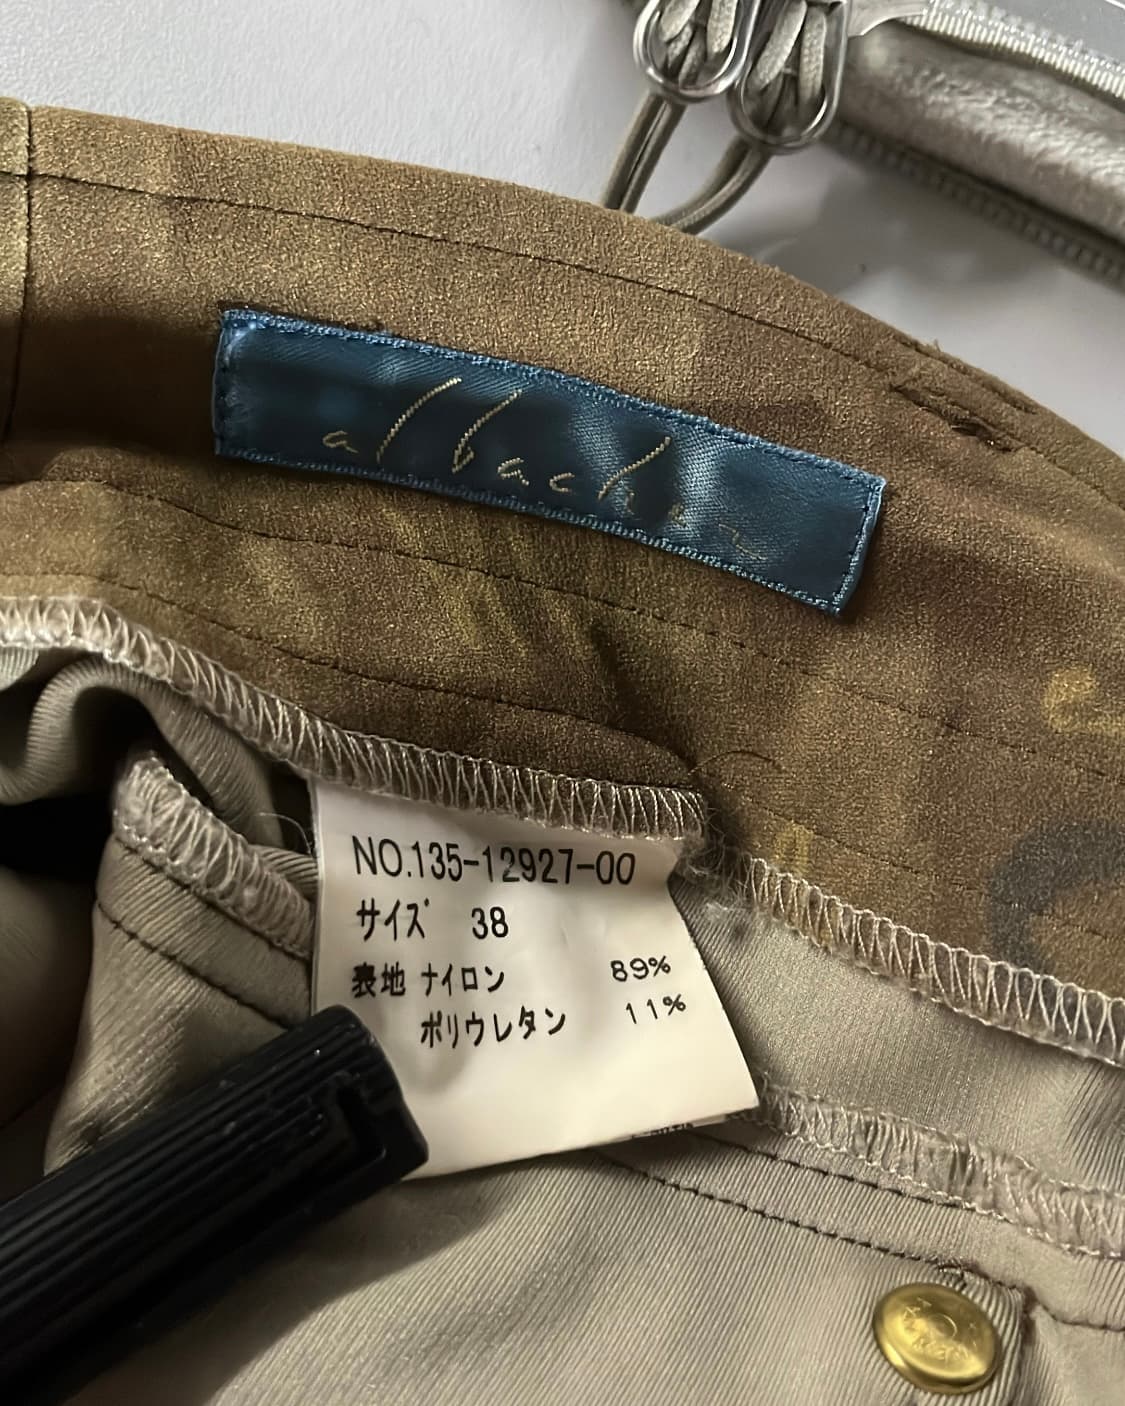 albacher
NO.135-12927-00
サイズ 38
表地 ナイロン 89%
ポリウレタン 11%